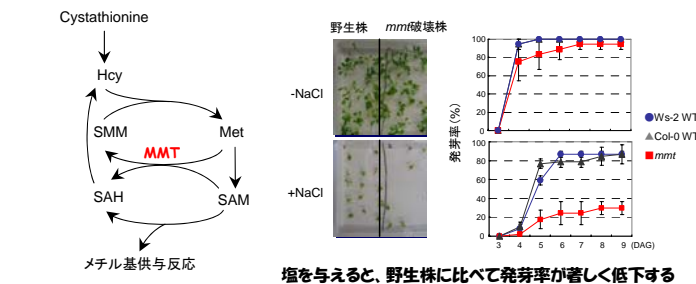 Cystathionine
Hcy
SMM
Met
MMT
SAH
SAM
メチル基供与反応
野生株
mmt破壊株
-NaCl
+NaCl
発芽率(%)
100
80
60
40
20
0
100
80
60
40
20
0
3 4 5 6 7 8 9 (DAG)
Ws-2 WT
Col-0 WT
mmt
塩を与えると、野生株に比べて発芽率が著しく低下する